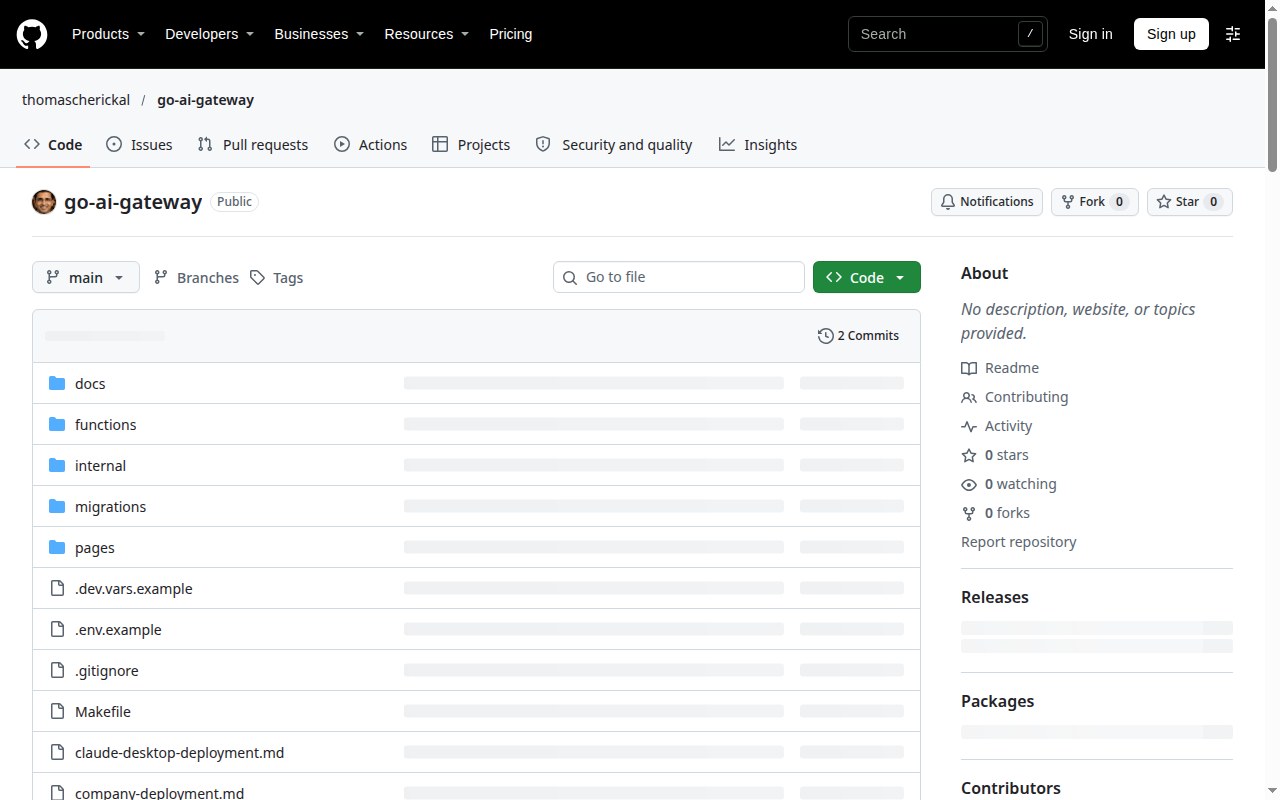 Products Developers Businesses Resources Pricing Search / Sign in Sign up
thomascherickal / go-ai-gateway
Code Issues Pull requests Actions Projects Security and quality Insights
go-ai-gateway Public Notifications Fork 0 Star 0
main Branches Tags Go to file Code
2 Commits
docs
functions
internal
migrations
pages
.dev.vars.example
.env.example
.gitignore
Makefile
claude-desktop-deployment.md
company-deployment.md
About
No description, website, or topics
provided.
Readme
Contributing
Activity
0 stars
0 watching
0 forks
Report repository
Releases
Packages
Contributors